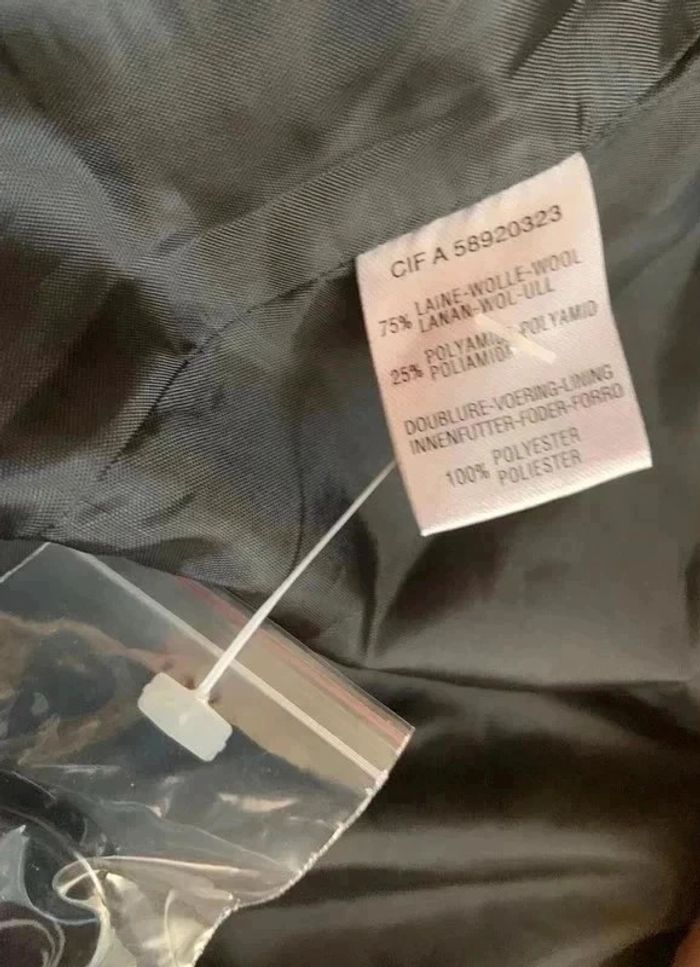 CIF A 58920323
75% LAINE-WOLLE-WOOL
LANAN-WOL-ULL
25% POLYAMIDE-POLYAMID
POLIAMIDA
DOUBLURE-VOERING-LINING
INNENFUTTER-FODER-FORRO
100% POLYESTER
POLIESTER